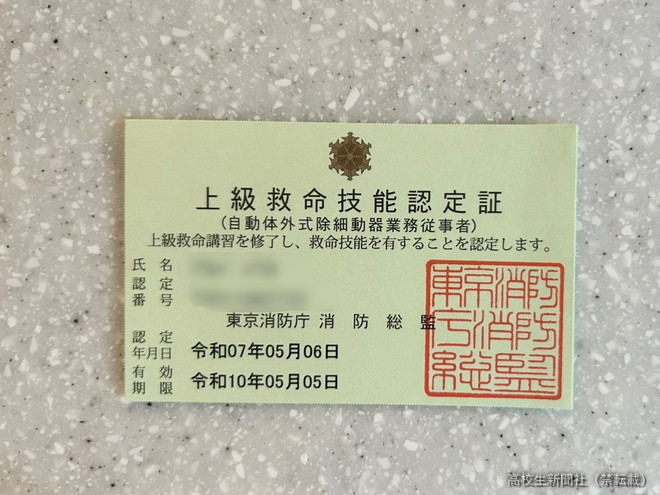 上級救命技能認定証
(自動体外式除細動器業務従事者)
上級救命講習を修了し、救命技能を有することを認定します。
氏名
認定
番号
東京消防庁 消防総監
認定
年月日 令和07年05月06日
有効
期限 令和10年05月05日
東京消防
庁消防
総監
高校生新聞社（禁転載）